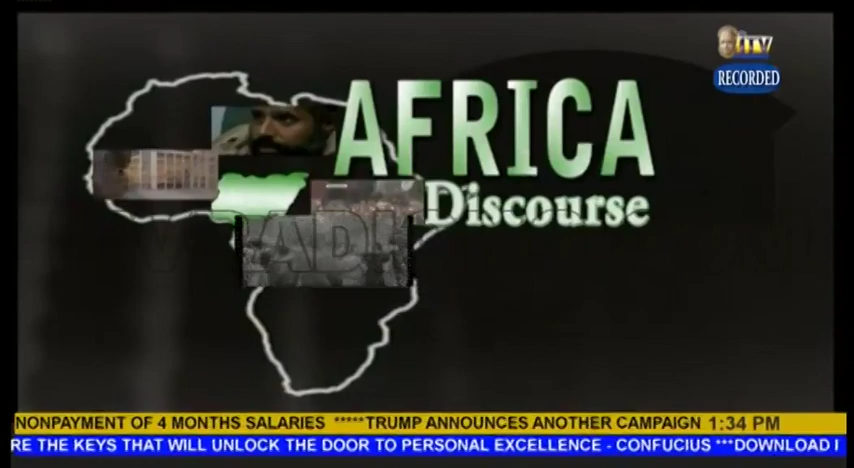 iTV
RECORDED
AFRICA
Discourse
NONPAYMENT OF 4 MONTHS SALARIES *****TRUMP ANNOUNCES ANOTHER CAMPAIGN 1:34 PM
RE THE KEYS THAT WILL UNLOCK THE DOOR TO PERSONAL EXCELLENCE - CONFUCIUS ***DOWNLOAD